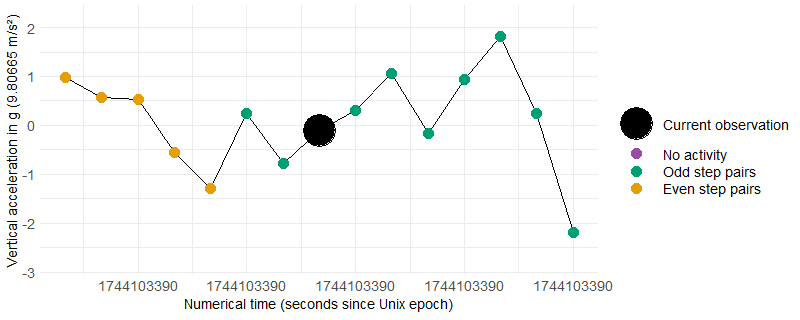 Vertical acceleration in g (9.80665 m/s²)
2
1
0
-1
-2
-3
1744103390 1744103390 1744103390 1744103390 1744103390
Numerical time (seconds since Unix epoch)
Current observation
No activity
Odd step pairs
Even step pairs